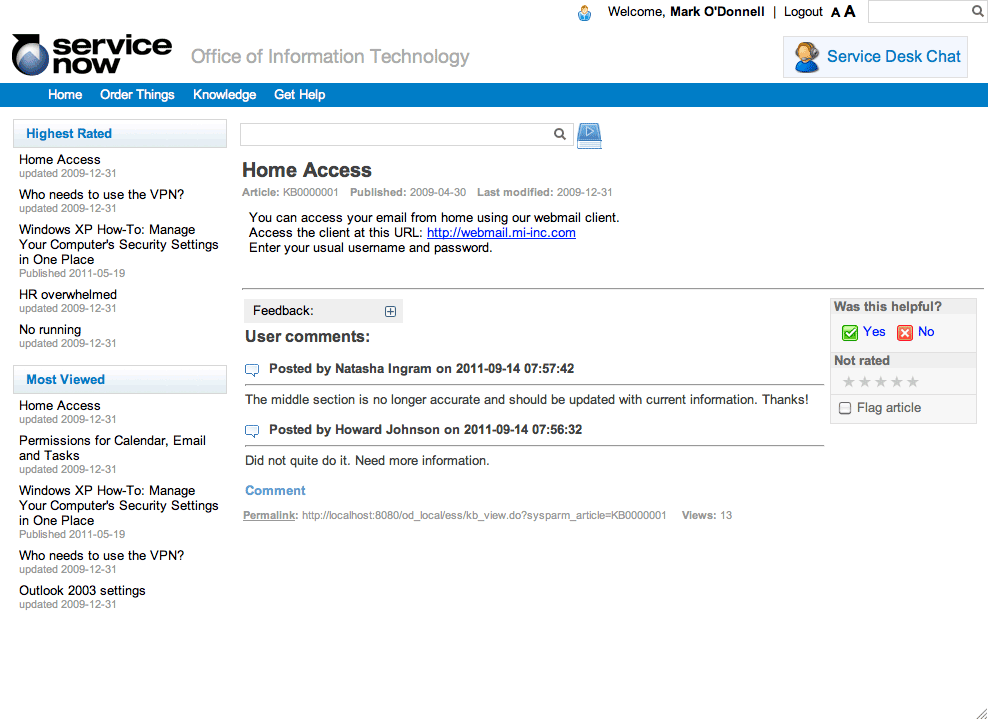 Welcome, Mark O'Donnell | Logout A A
service now
Office of Information Technology
Service Desk Chat
Home Order Things Knowledge Get Help
Highest Rated
Home Access
updated 2009-12-31
Who needs to use the VPN?
updated 2009-12-31
Windows XP How-To: Manage
Your Computer's Security Settings
in One Place
Published 2011-05-19
HR overwhelmed
updated 2009-12-31
No running
updated 2009-12-31
Most Viewed
Home Access
updated 2009-12-31
Permissions for Calendar, Email
and Tasks
updated 2009-12-31
Windows XP How-To: Manage
Your Computer's Security Settings
in One Place
Published 2011-05-19
Who needs to use the VPN?
updated 2009-12-31
Outlook 2003 settings
updated 2009-12-31
Home Access
Article: KB0000001 Published: 2009-04-30 Last modified: 2009-12-31
You can access your email from home using our webmail client.
Access the client at this URL: http://webmail.mi-inc.com
Enter your usual username and password.
Feedback:
User comments:
Posted by Natasha Ingram on 2011-09-14 07:57:42
The middle section is no longer accurate and should be updated with current information. Thanks!
Posted by Howard Johnson on 2011-09-14 07:56:32
Did not quite do it. Need more information.
Comment
Permalink: http://localhost:8080/od_local/ess/kb_view.do?sysparm_article=KB0000001 Views: 13
Was this helpful?
Yes No
Not rated
Flag article